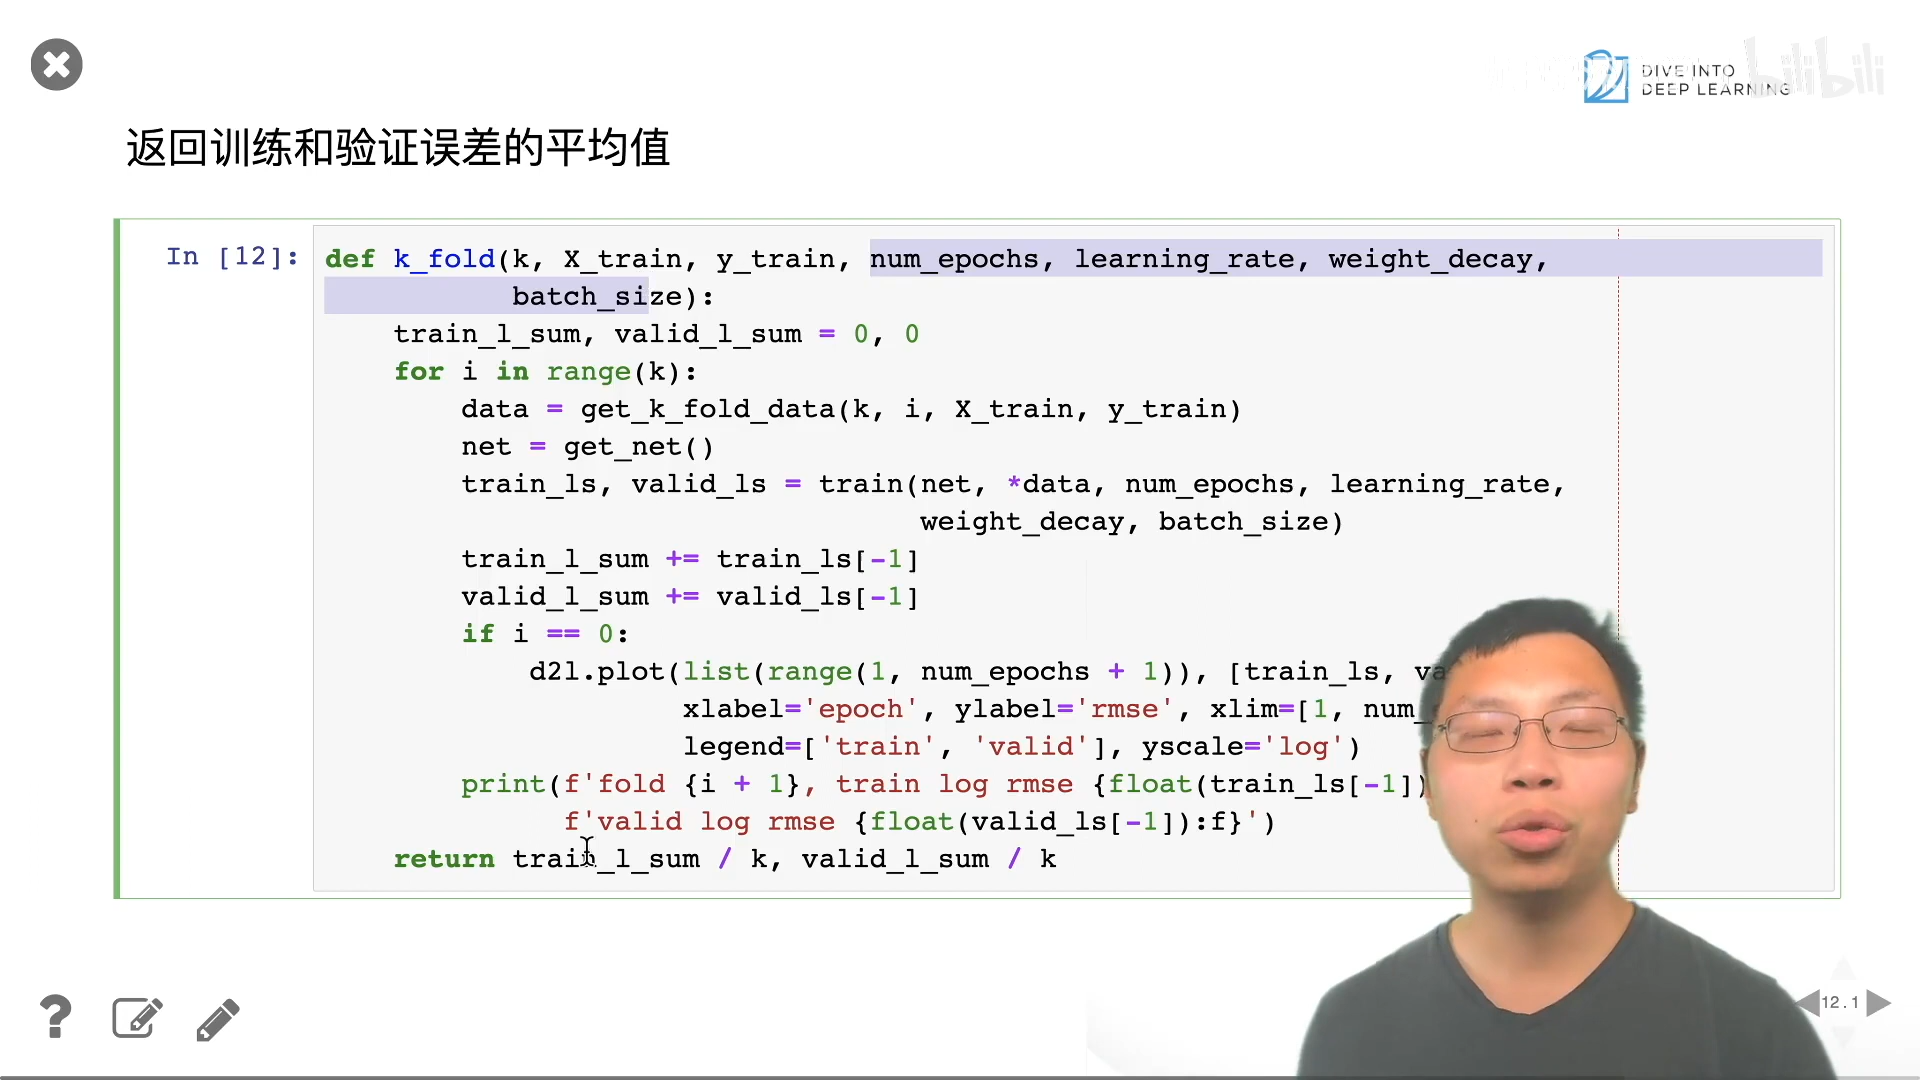 bilibili
DIVE INTO
DEEP LEARNING
返回训练和验证误差的平均值
In [12]:
def k_fold(k, X_train, y_train, num_epochs, learning_rate, weight_decay,
batch_size):
train_l_sum, valid_l_sum = 0, 0
for i in range(k):
data = get_k_fold_data(k, i, X_train, y_train)
net = get_net()
train_ls, valid_ls = train(net, *data, num_epochs, learning_rate,
weight_decay, batch_size)
train_l_sum += train_ls[-1]
valid_l_sum += valid_ls[-1]
if i == 0:
d2l.plot(list(range(1, num_epochs + 1)), [train_ls, va
xlabel='epoch', ylabel='rmse', xlim=[1, num_
legend=['train', 'valid'], yscale='log')
print(f'fold {i + 1}, train log rmse {float(train_ls[-1])
f'valid log rmse {float(valid_ls[-1]):f}')
return train_l_sum / k, valid_l_sum / k
12.1